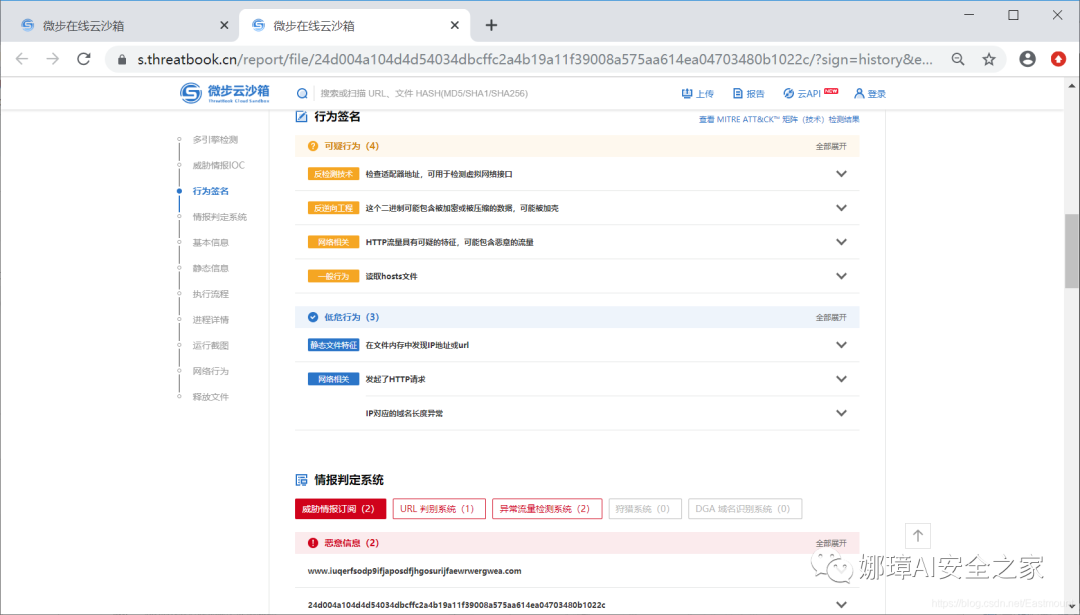 微步在线云沙箱
微步在线云沙箱
s.threatbook.cn/report/file/24d004a104d4d54034dbcffc2a4b19a11f39008a575aa614ea04703480b1022c/?sign=history&e...
微步云沙箱
ThreatBook Cloud Sandbox
搜索或扫描 URL、文件 HASH(MD5/SHA1/SHA256)
上传
报告
云API
NEW
登录
行为签名
查看 MITRE ATT&CK™ 矩阵（技术）检测结果
多引擎检测
威胁情报IOC
行为签名
情报判定系统
基本信息
静态信息
执行流程
进程详情
运行截图
网络行为
释放文件
可疑行为（4）
全部展开
反检测技术 检查适配器地址，可用于检测虚拟网络接口
反逆向工程 这个二进制可能包含被加密或被压缩的数据，可能被加壳
网络相关 HTTP流量具有可疑的特征，可能包含恶意的流量
一般行为 读取hosts文件
低危行为（3）
全部展开
静态文件特征 在文件内存中发现IP地址或url
网络相关 发起了HTTP请求
IP对应的域名长度异常
情报判定系统
威胁情报订阅（2） URL 判别系统（1） 异常流量检测系统（2） 狩猎系统（0） DGA 域名识别系统（0）
恶意信息（2）
全部展开
www.iuqerfsodp9ifjaposdfjhgosurijfaewrwergwea.com
娜璋AI安全之家
24d004a104d4d54034dbcffc2a4b19a11f39008a575aa614ea04703480b1022c
https://blog.csdn.net/Eastmount